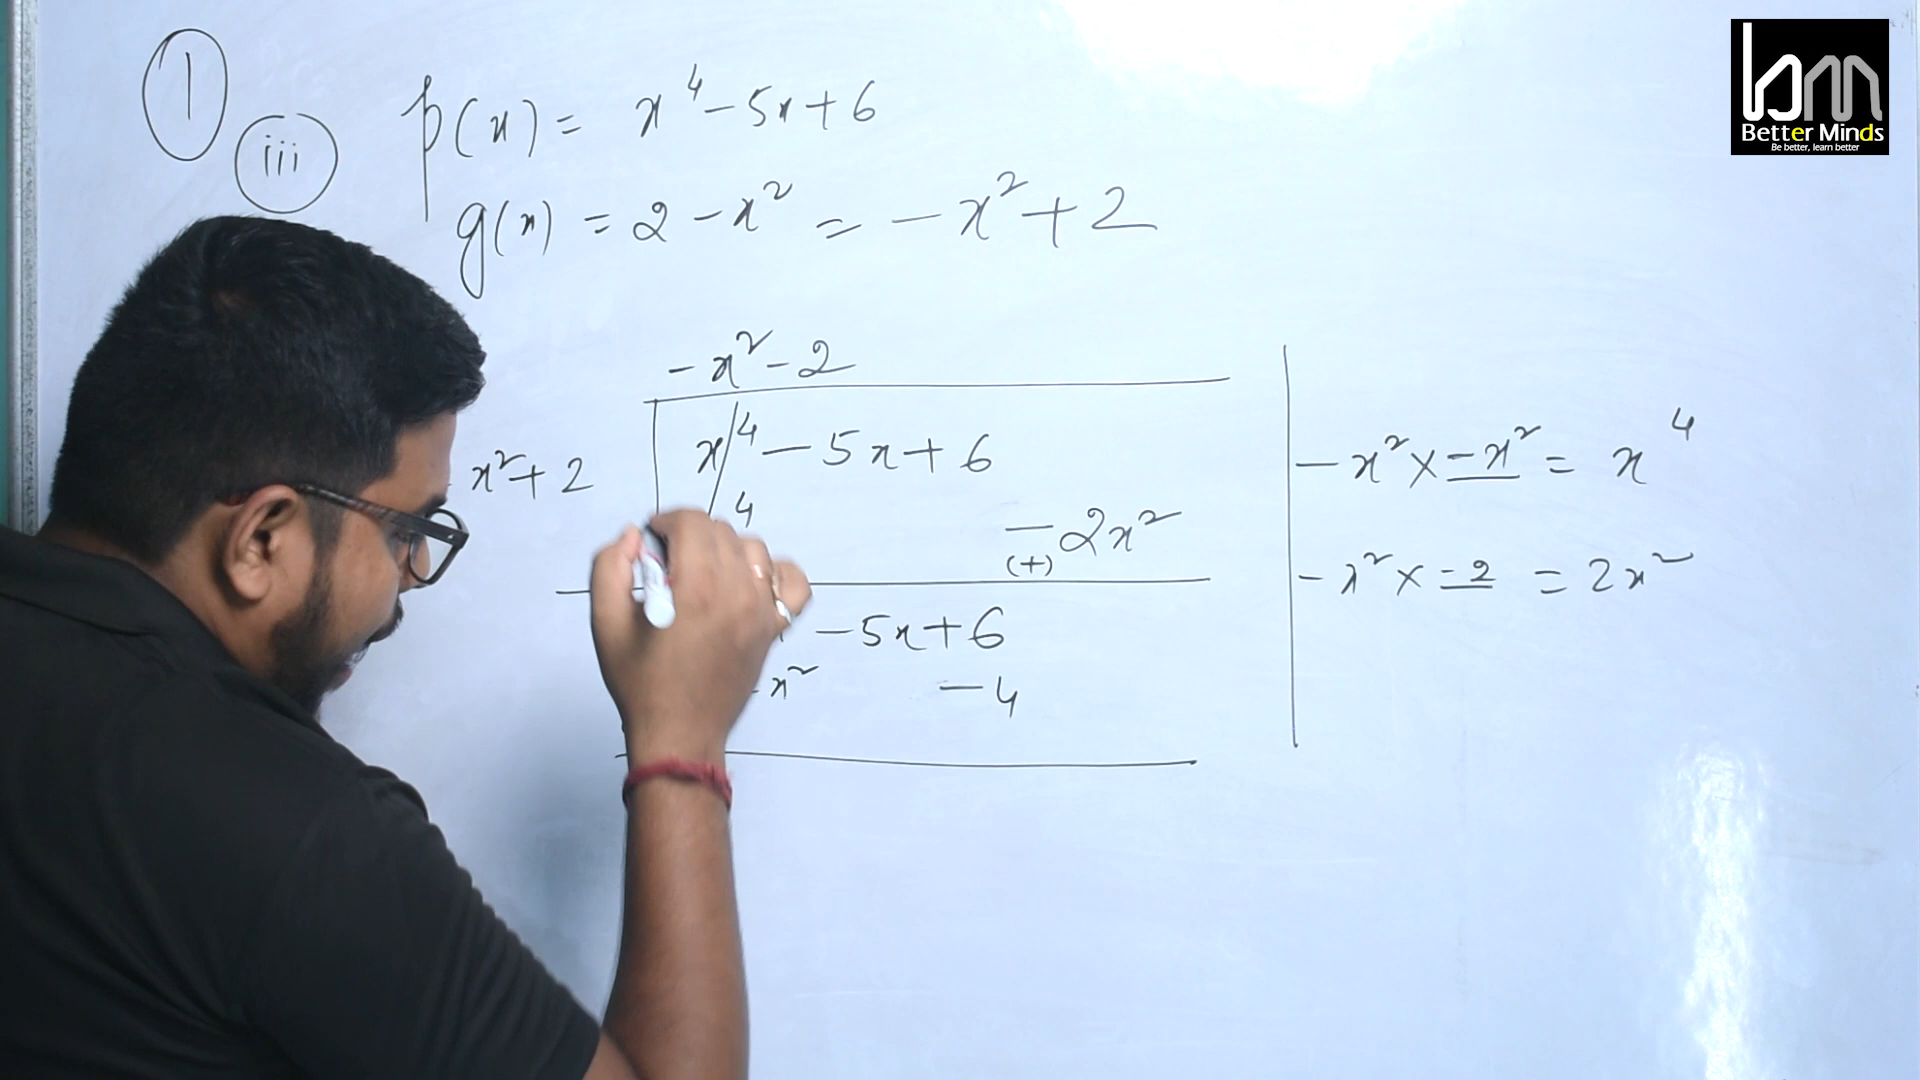 1
iii
p(x) = x⁴ - 5x + 6
g(x) = 2 - x² = -x² + 2
-x² - 2
x² + 2
x⁴ - 5x + 6
4
- 2x²
(+)
- 5x + 6
x² - 4
-x² × -x² = x⁴
-x² × -2 = 2x²
bm
Better Minds
Be better, learn better